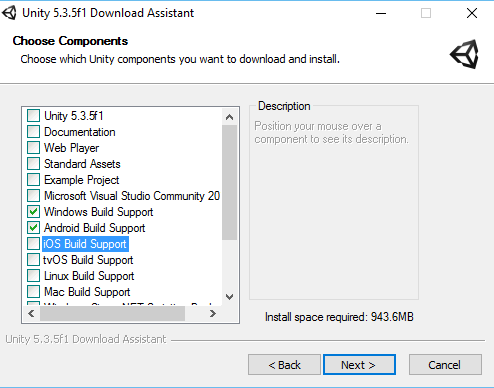 Unity 5.3.5f1 Download Assistant
Choose Components
Choose which Unity components you want to download and install.
Unity 5.3.5f1
Documentation
Web Player
Standard Assets
Example Project
Microsoft Visual Studio Community 20
Windows Build Support
Android Build Support
iOS Build Support
tvOS Build Support
Linux Build Support
Mac Build Support
Description
Position your mouse over a
component to see its description.
Install space required: 943.6MB
Unity 5.3.5f1 Download Assistant
< Back
Next >
Cancel